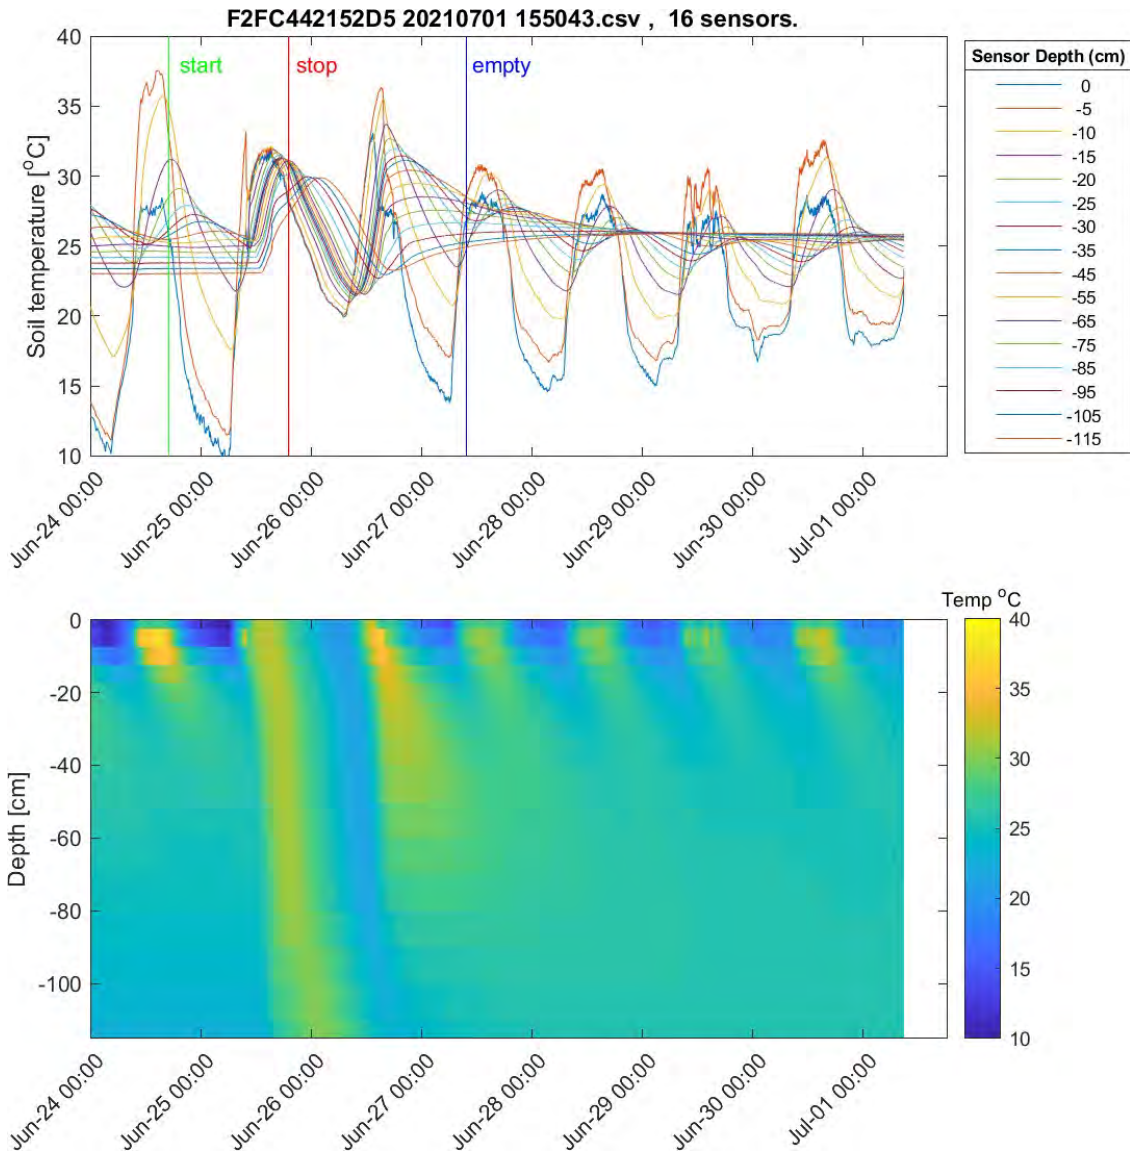 F2FC442152D5 20210701 155043.csv , 16 sensors.
40
35
30
25
20
15
10
Soil temperature [°C]
start
stop
empty
Sensor Depth (cm)
0
-5
-10
-15
-20
-25
-30
-35
-45
-55
-65
-75
-85
-95
-105
-115
Jun-24 00:00
Jun-25 00:00
Jun-26 00:00
Jun-27 00:00
Jun-28 00:00
Jun-29 00:00
Jun-30 00:00
Jul-01 00:00
Temp °C
0
-20
-40
-60
-80
-100
Depth [cm]
40
35
30
25
20
15
10
Jun-24 00:00
Jun-25 00:00
Jun-26 00:00
Jun-27 00:00
Jun-28 00:00
Jun-29 00:00
Jun-30 00:00
Jul-01 00:00